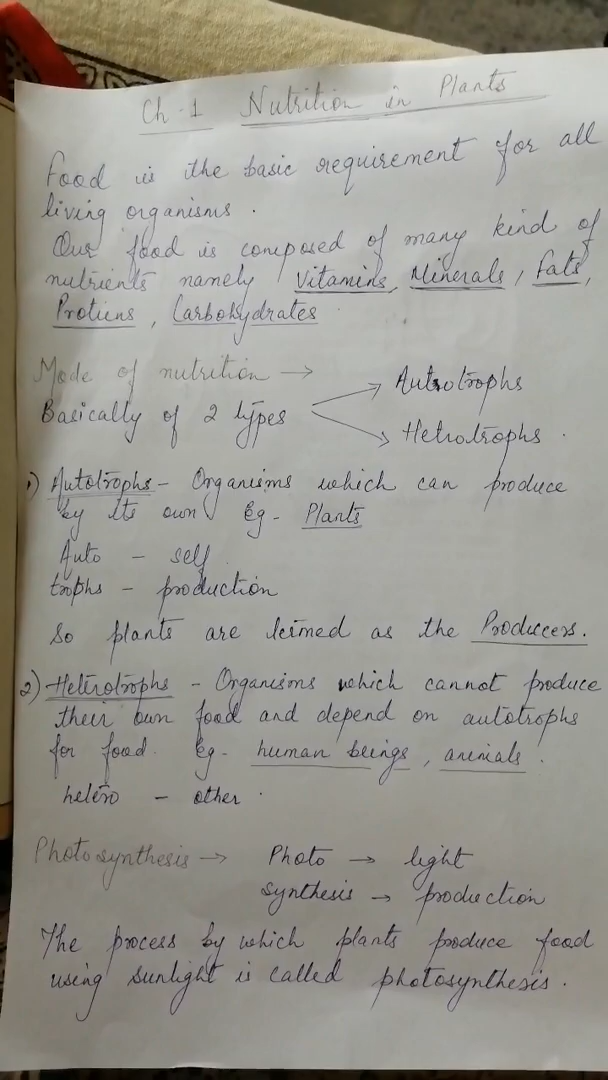 Ch-1 Nutrition in Plants
Food is the basic requirement for all
living organisms.
Our food is composed of many kind of
nutrients namely Vitamins, Minerals, Fats,
Protiens, Carbohydrates
Mode of nutrition →
Basically of 2 types
Autotrophs
Hetrotrophs.
1) Autotrophs - Organisms which can produce
by its own. Eg - Plants
Auto - self
trophs - production
So plants are termed as the Producers.
2) Heterotrophs - Organisms which cannot produce
their own food and depend on autotrophs
for food. Eg - human beings, animals.
hetero - other.
Photosynthesis → Photo → light
synthesis → production
The process by which plants produce food
using sunlight is called photosynthesis.